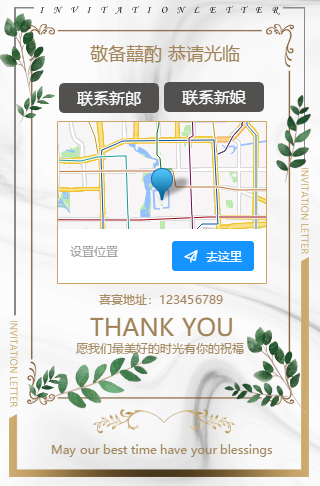 INVITATIONLETTER
敬备囍酌 恭请光临
联系新郎
联系新娘
设置位置
去这里
喜宴地址：123456789
THANK YOU
愿我们最美好的时光有你的祝福
May our best time have your blessings
INVITATION LETTER
INVITATION LETTER